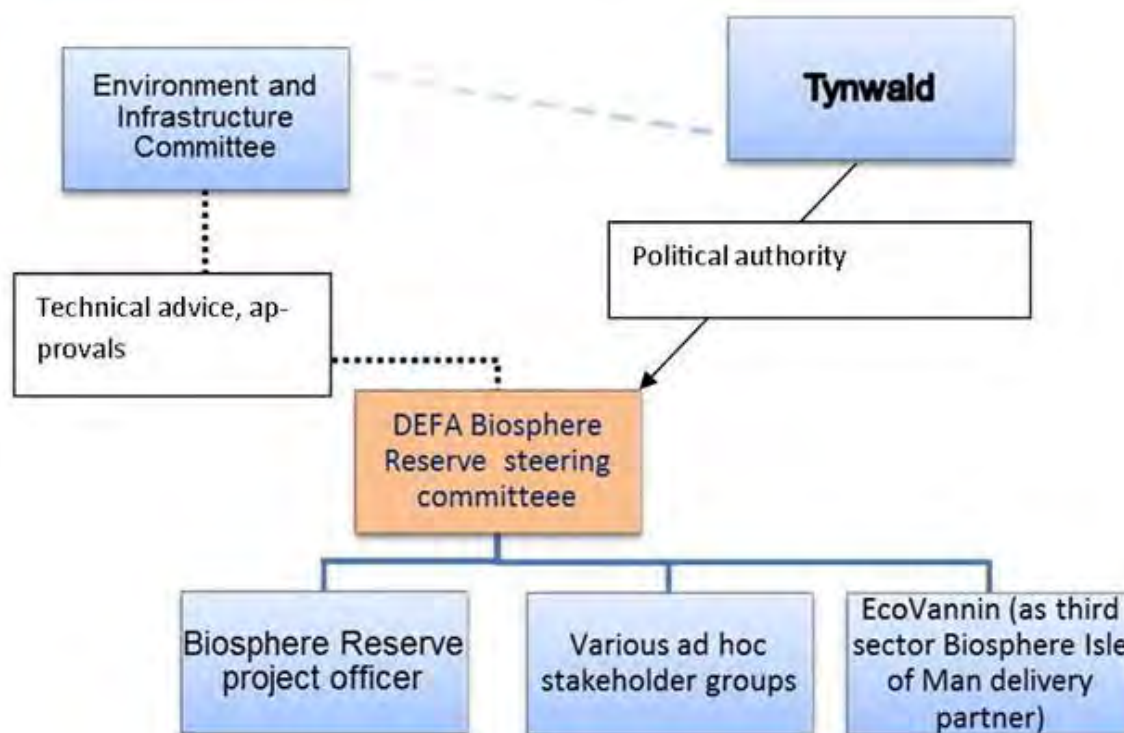 Environment and
Infrastructure
Committee
Tynwald
Political authority
Technical advice, ap-
provals
DEFA Biosphere
Reserve steering
committeee
Biosphere Reserve
project officer
Various ad hoc
stakeholder groups
EcoVannin (as third
sector Biosphere Isle
of Man delivery
partner)